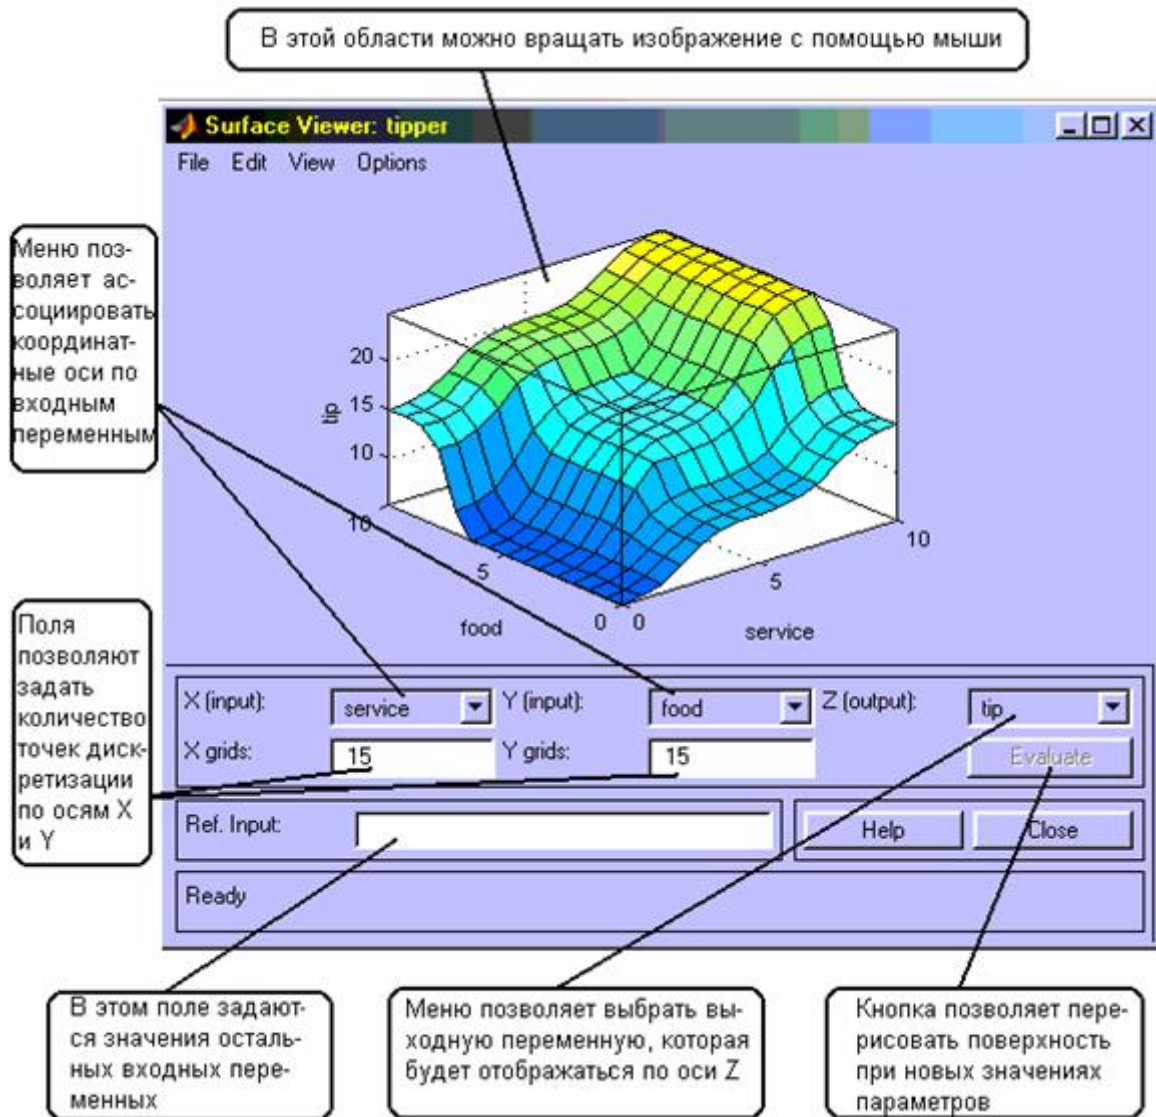 В этой области можно вращать изображение с помощью мыши
Surface Viewer: tipper
File Edit View Options
Меню поз-
воляет ас-
социировать
координат-
ные оси по
входным
переменным
20
15
10
tip
10
5
0
food
0
5
10
service
Поля
позволяют
задать
количество
точек диск-
ретизации
по осям X
и Y
X (input): service Y (input): food Z (output): tip
X grids: 15 Y grids: 15 Evaluate
Ref. Input: Help Close
Ready
В этом поле задают-
ся значения осталь-
ных входных пере-
менных
Меню позволяет выбрать вы-
ходную переменную, которая
будет отображаться по оси Z
Кнопка позволяет пере-
рисовать поверхность
при новых значениях
параметров